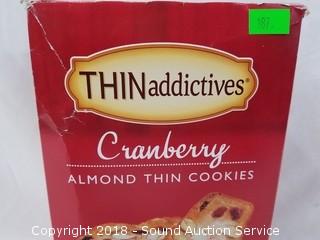 187.
THINaddictives®
Cranberry
ALMOND THIN COOKIES
Copyright 2018 - Sound Auction Service